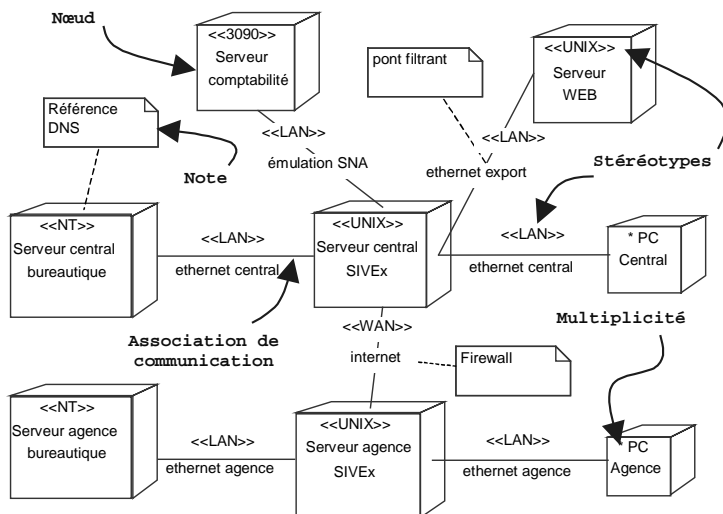 Nœud
<<3090>>
Serveur
comptabilité
pont filtrant
<<UNIX>>
Serveur
WEB
Référence
DNS
<<LAN>>
<<LAN>>
Note
émulation SNA
ethernet export
Stéréotypes
<<NT>>
Serveur central
bureautique
<<LAN>>
ethernet central
<<UNIX>>
Serveur central
SIVEx
<<LAN>>
ethernet central
* PC
Central
Association de
communication
<<WAN>>
internet
Firewall
Multiplicité
<<NT>>
Serveur agence
bureautique
<<LAN>>
ethernet agence
<<UNIX>>
Serveur agence
SIVEx
<<LAN>>
ethernet agence
* PC
Agence